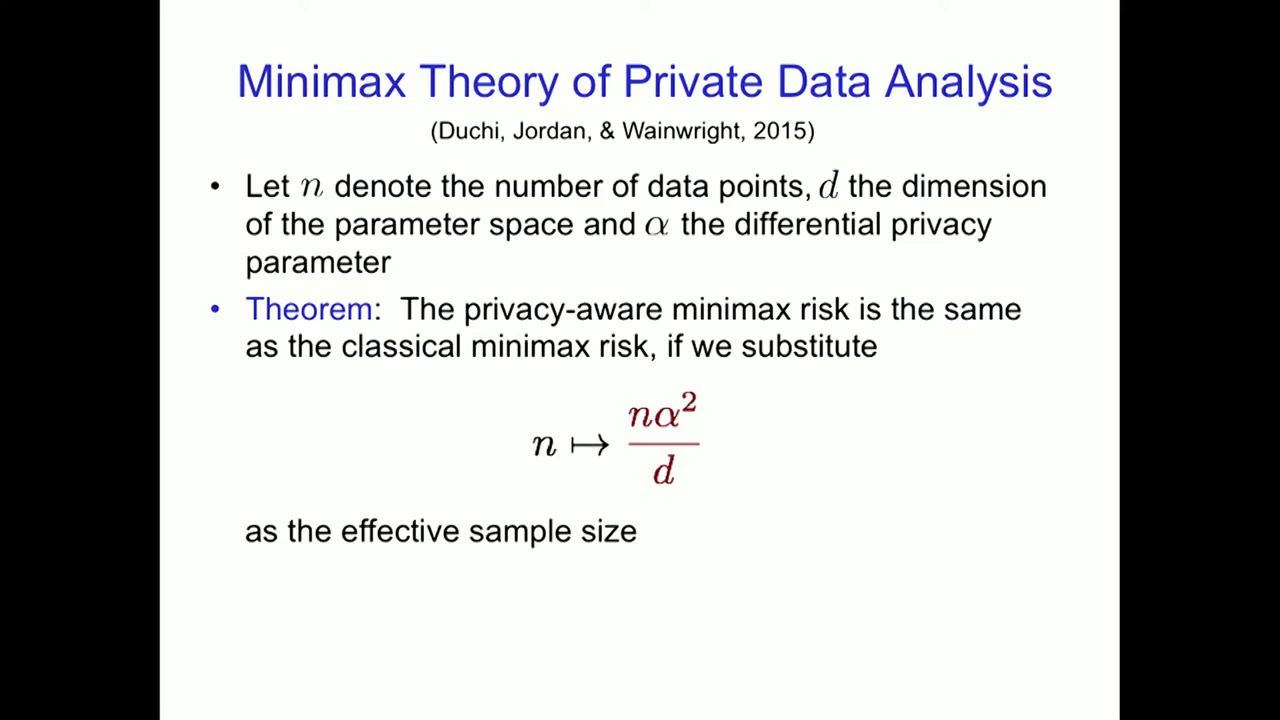 Minimax Theory of Private Data Analysis
(Duchi, Jordan, & Wainwright, 2015)
• Let n denote the number of data points, d the dimension
of the parameter space and α the differential privacy
parameter
• Theorem: The privacy-aware minimax risk is the same
as the classical minimax risk, if we substitute
n ↦ nα²/d
as the effective sample size